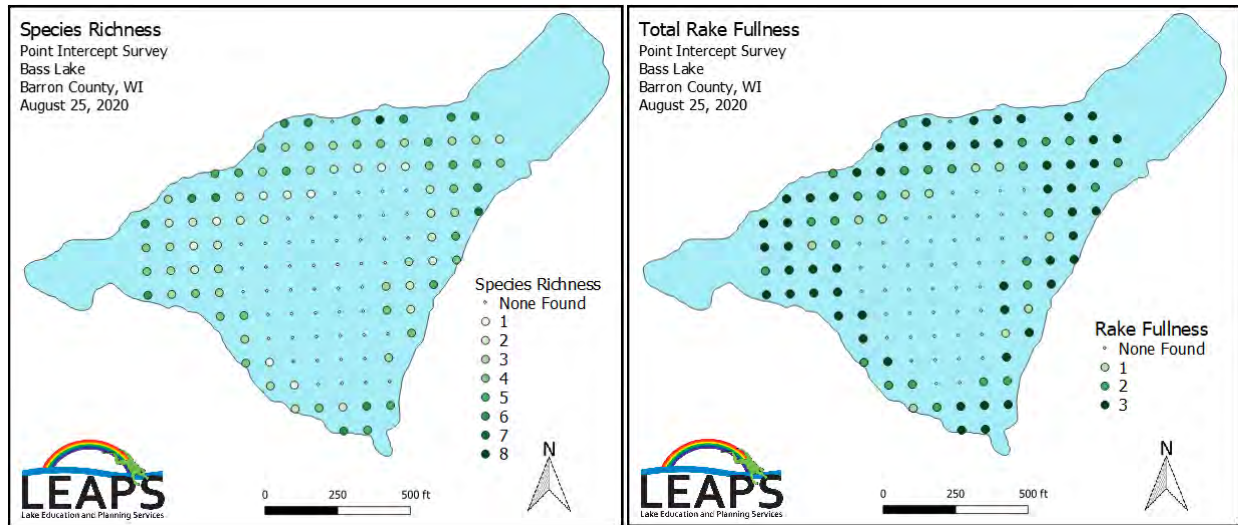 Species Richness
Point Intercept Survey
Bass Lake
Barron County, WI
August 25, 2020
Species Richness
None Found
1
2
3
4
5
6
7
8
N
0 250 500 ft
LEAPS
Lake Education and Planning Services
Total Rake Fullness
Point Intercept Survey
Bass Lake
Barron County, WI
August 25, 2020
Rake Fullness
None Found
1
2
3
N
0 250 500 ft
LEAPS
Lake Education and Planning Services